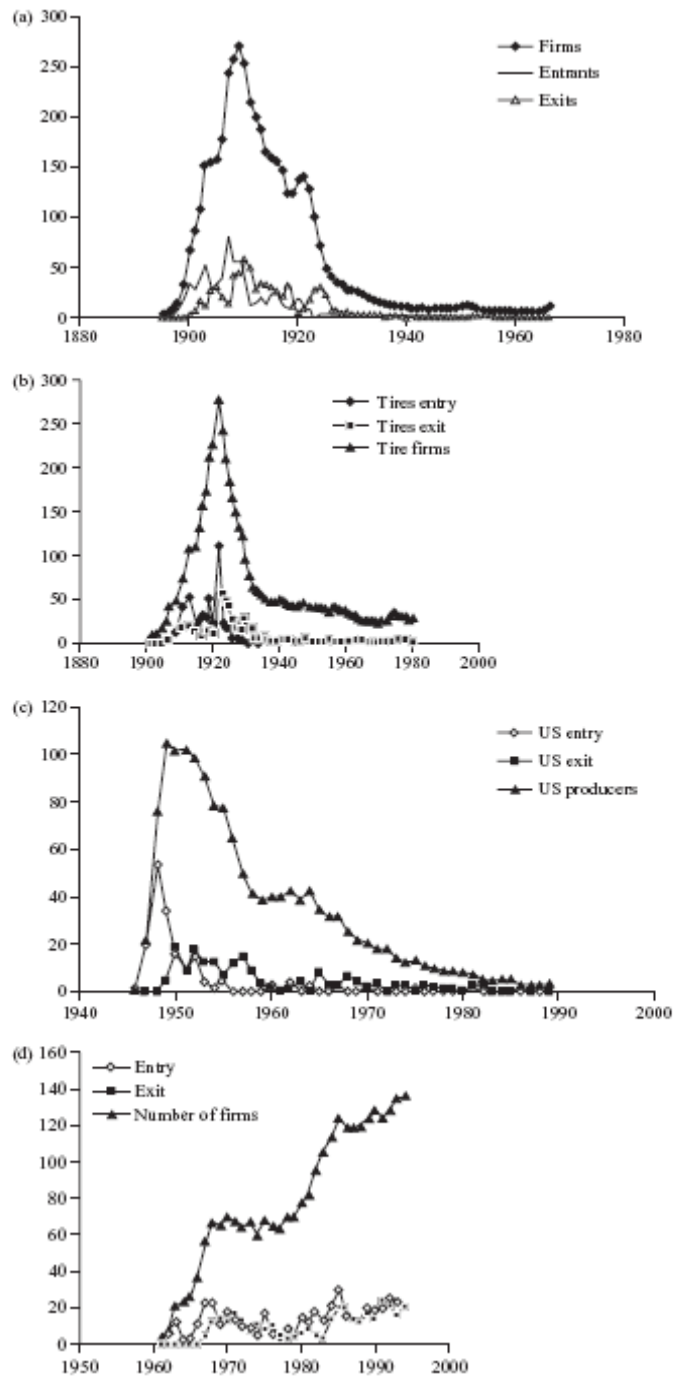 (a) 300
250
200
150
100
50
0
1880 1900 1920 1940 1960 1980
Firms
Entrants
Exits
(b) 300
250
200
150
100
50
0
1880 1900 1920 1940 1960 1980 2000
Tires entry
Tires exit
Tire firms
(c) 120
100
80
60
40
20
0
1940 1950 1960 1970 1980 1990 2000
US entry
US exit
US producers
(d) 160
140
120
100
80
60
40
20
0
1950 1960 1970 1980 1990 2000
Entry
Exit
Number of firms